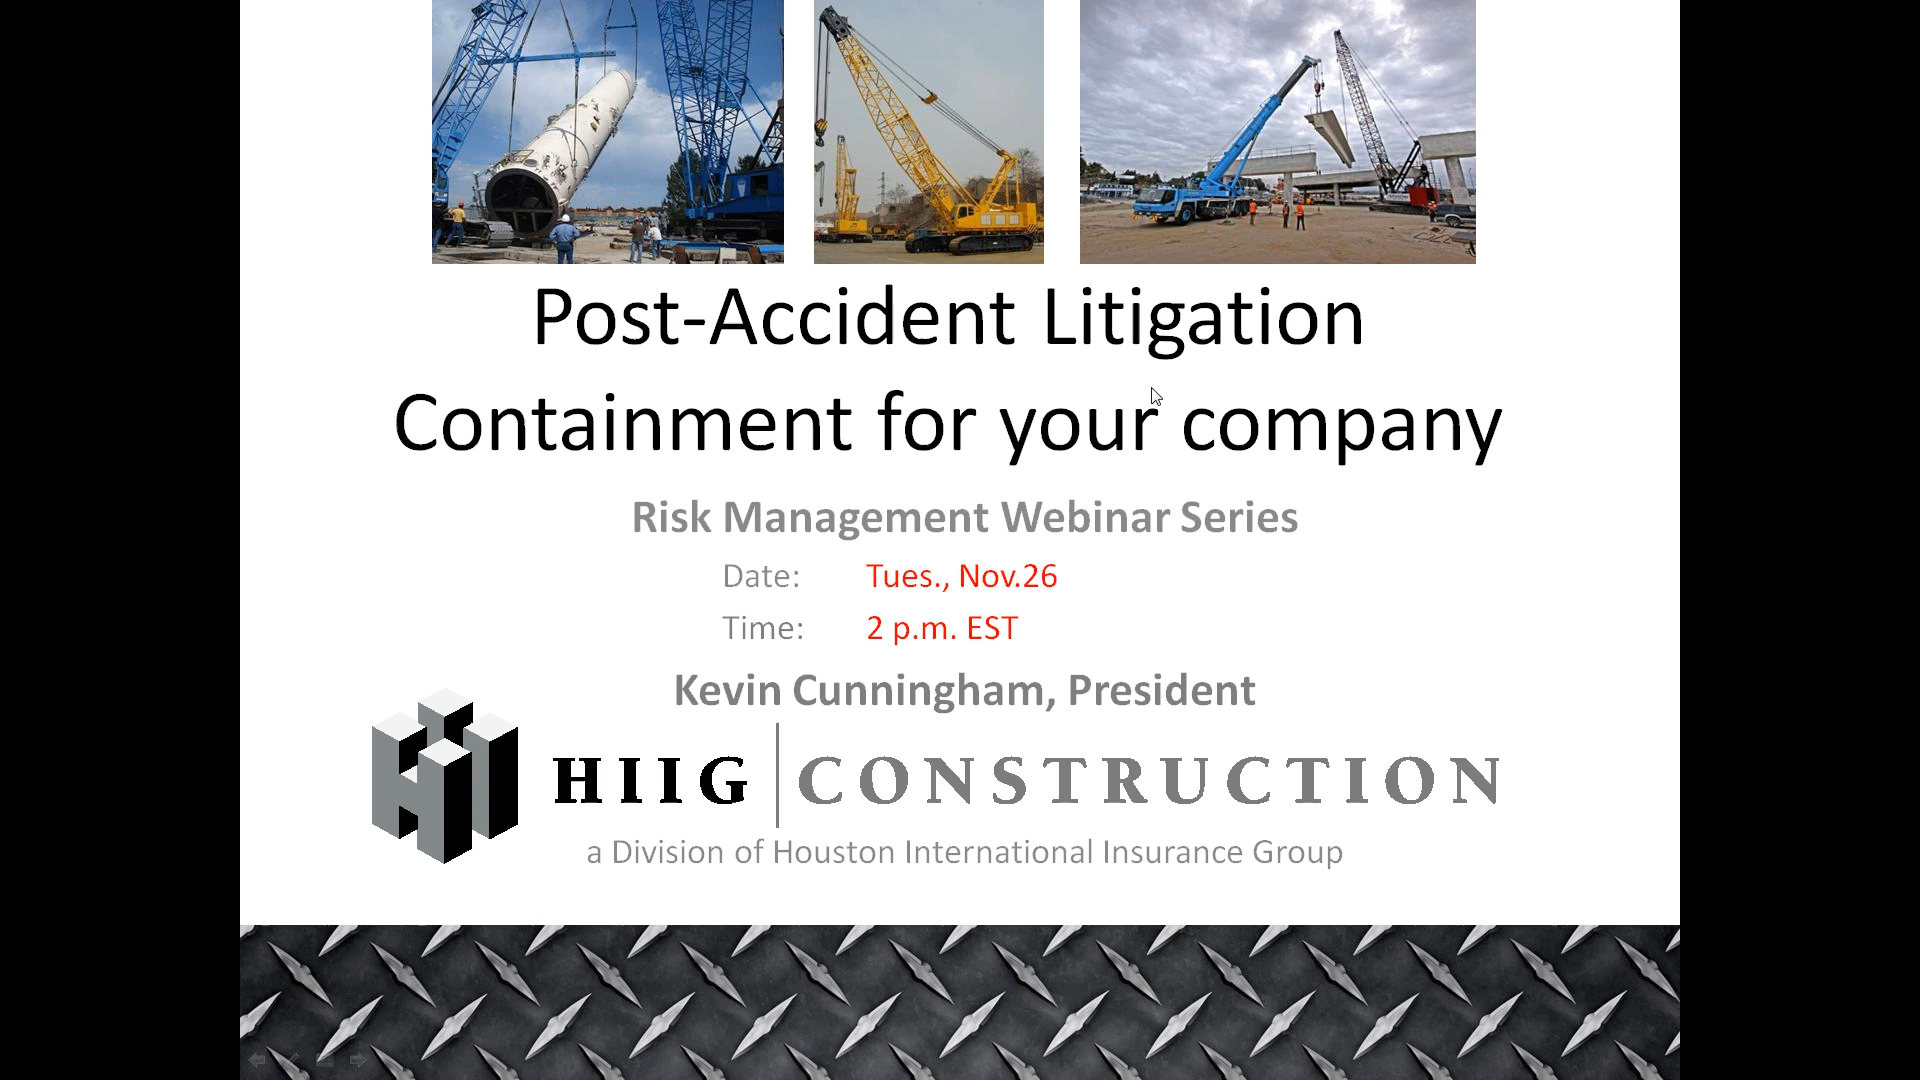 Post-Accident Litigation
Containment for your company
Risk Management Webinar Series
Date: Tues., Nov.26
Time: 2 p.m. EST
Kevin Cunningham, President
HIIG CONSTRUCTION
a Division of Houston International Insurance Group